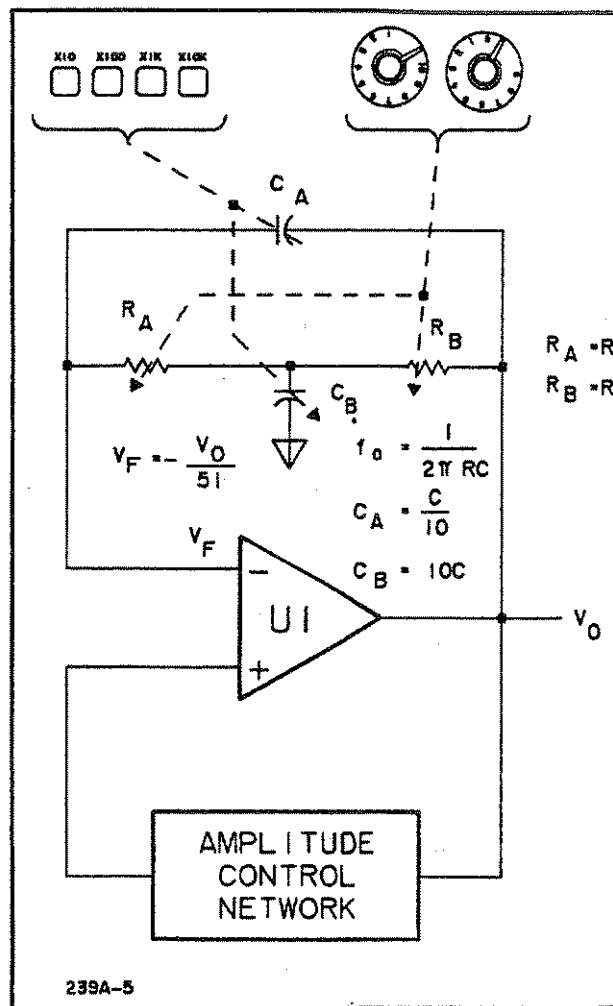 X10 X100 X1K X10K
C A
R A
R B
R A = R
R B = R
C B
V F = - V O / 51
f o = 1 / 2π RC
C A = C / 10
C B = 10C
V F
−
U1
+
V O
AMPLITUDE
CONTROL
NETWORK
239A-5